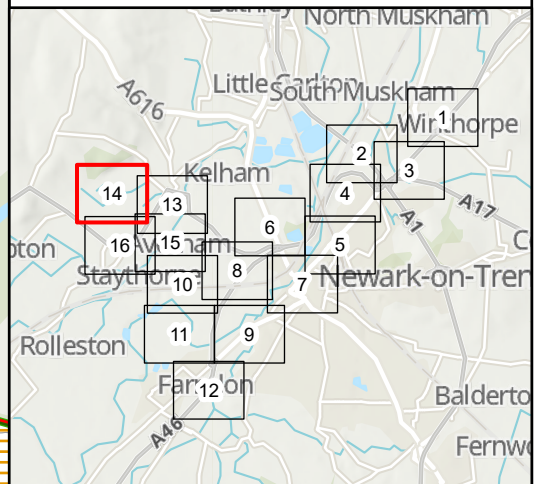 North Muskham
A616
Little Carlton
South Muskham
1
Winthorpe
2
3
Kelham
14
13
4
A17
A1
6
16
Averham
15
5
Staythorpe
8
Newark-on-Tren
10
7
Rolleston
11
9
Farndon
12
Balderto
A46
Fernwo